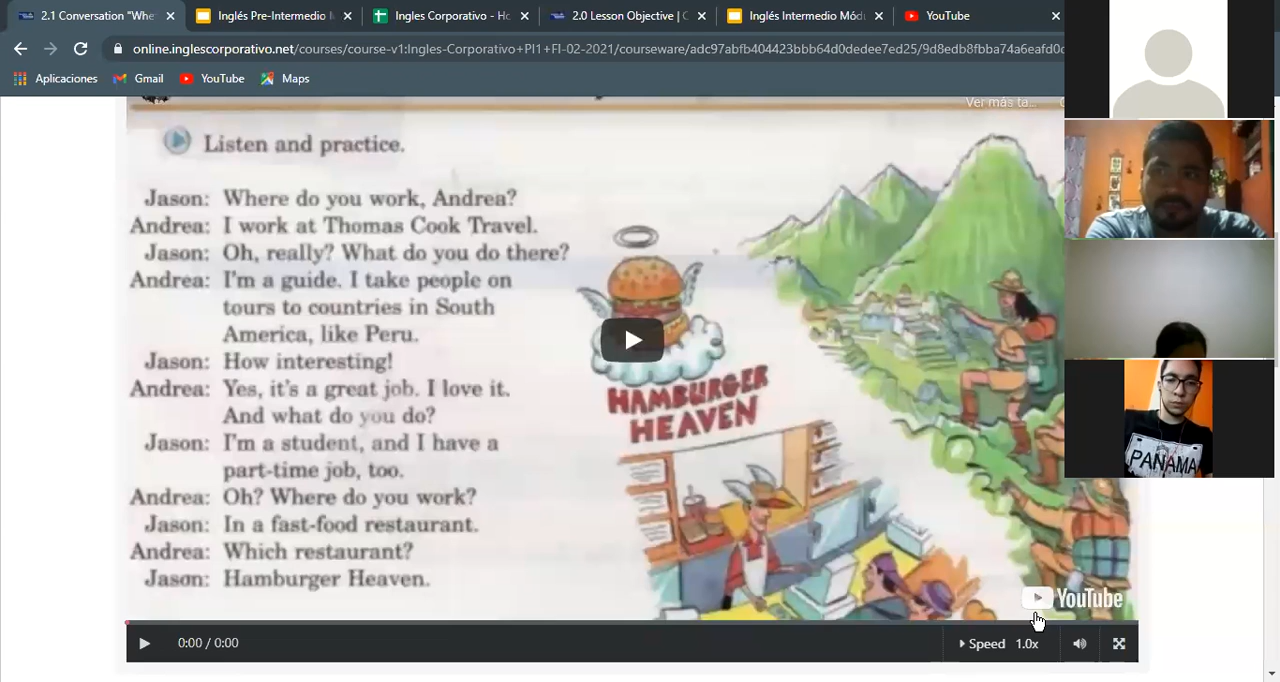 2.1 Conversation "Whe
Inglés Pre-Intermedio
Ingles Corporativo - Ho
2.0 Lesson Objective | C
Inglés Intermedio Mód
YouTube
online.inglescorporativo.net/courses/course-v1:Ingles-Corporativo+PI1+FI-02-2021/courseware/adc97abfb404423bbb64d0dedee7ed25/9d8edb8fbba74a6eafd0c
Aplicaciones
Gmail
YouTube
Maps
Ver más ta...
Listen and practice.
Jason: Where do you work, Andrea?
Andrea: I work at Thomas Cook Travel.
Jason: Oh, really? What do you do there?
Andrea: I'm a guide. I take people on
tours to countries in South
America, like Peru.
Jason: How interesting!
Andrea: Yes, it's a great job. I love it.
And what do you do?
Jason: I'm a student, and I have a
part-time job, too.
Andrea: Oh? Where do you work?
Jason: In a fast-food restaurant.
Andrea: Which restaurant?
Jason: Hamburger Heaven.
HAMBURGER
HEAVEN
PANAMA
YouTube
0:00 / 0:00
Speed 1.0x